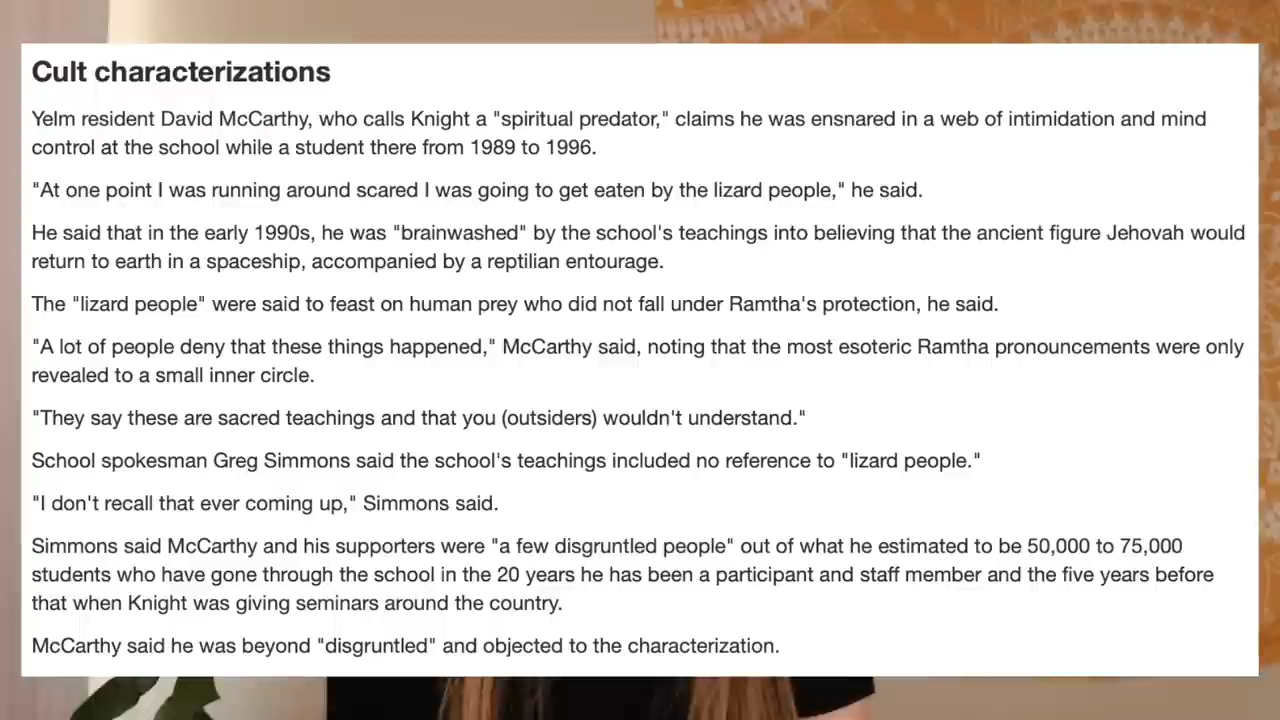 Cult characterizations
Yelm resident David McCarthy, who calls Knight a "spiritual predator," claims he was ensnared in a web of intimidation and mind
control at the school while a student there from 1989 to 1996.
"At one point I was running around scared I was going to get eaten by the lizard people," he said.
He said that in the early 1990s, he was "brainwashed" by the school's teachings into believing that the ancient figure Jehovah would
return to earth in a spaceship, accompanied by a reptilian entourage.
The "lizard people" were said to feast on human prey who did not fall under Ramtha's protection, he said.
"A lot of people deny that these things happened," McCarthy said, noting that the most esoteric Ramtha pronouncements were only
revealed to a small inner circle.
"They say these are sacred teachings and that you (outsiders) wouldn't understand."
School spokesman Greg Simmons said the school's teachings included no reference to "lizard people."
"I don't recall that ever coming up," Simmons said.
Simmons said McCarthy and his supporters were "a few disgruntled people" out of what he estimated to be 50,000 to 75,000
students who have gone through the school in the 20 years he has been a participant and staff member and the five years before
that when Knight was giving seminars around the country.
McCarthy said he was beyond "disgruntled" and objected to the characterization.